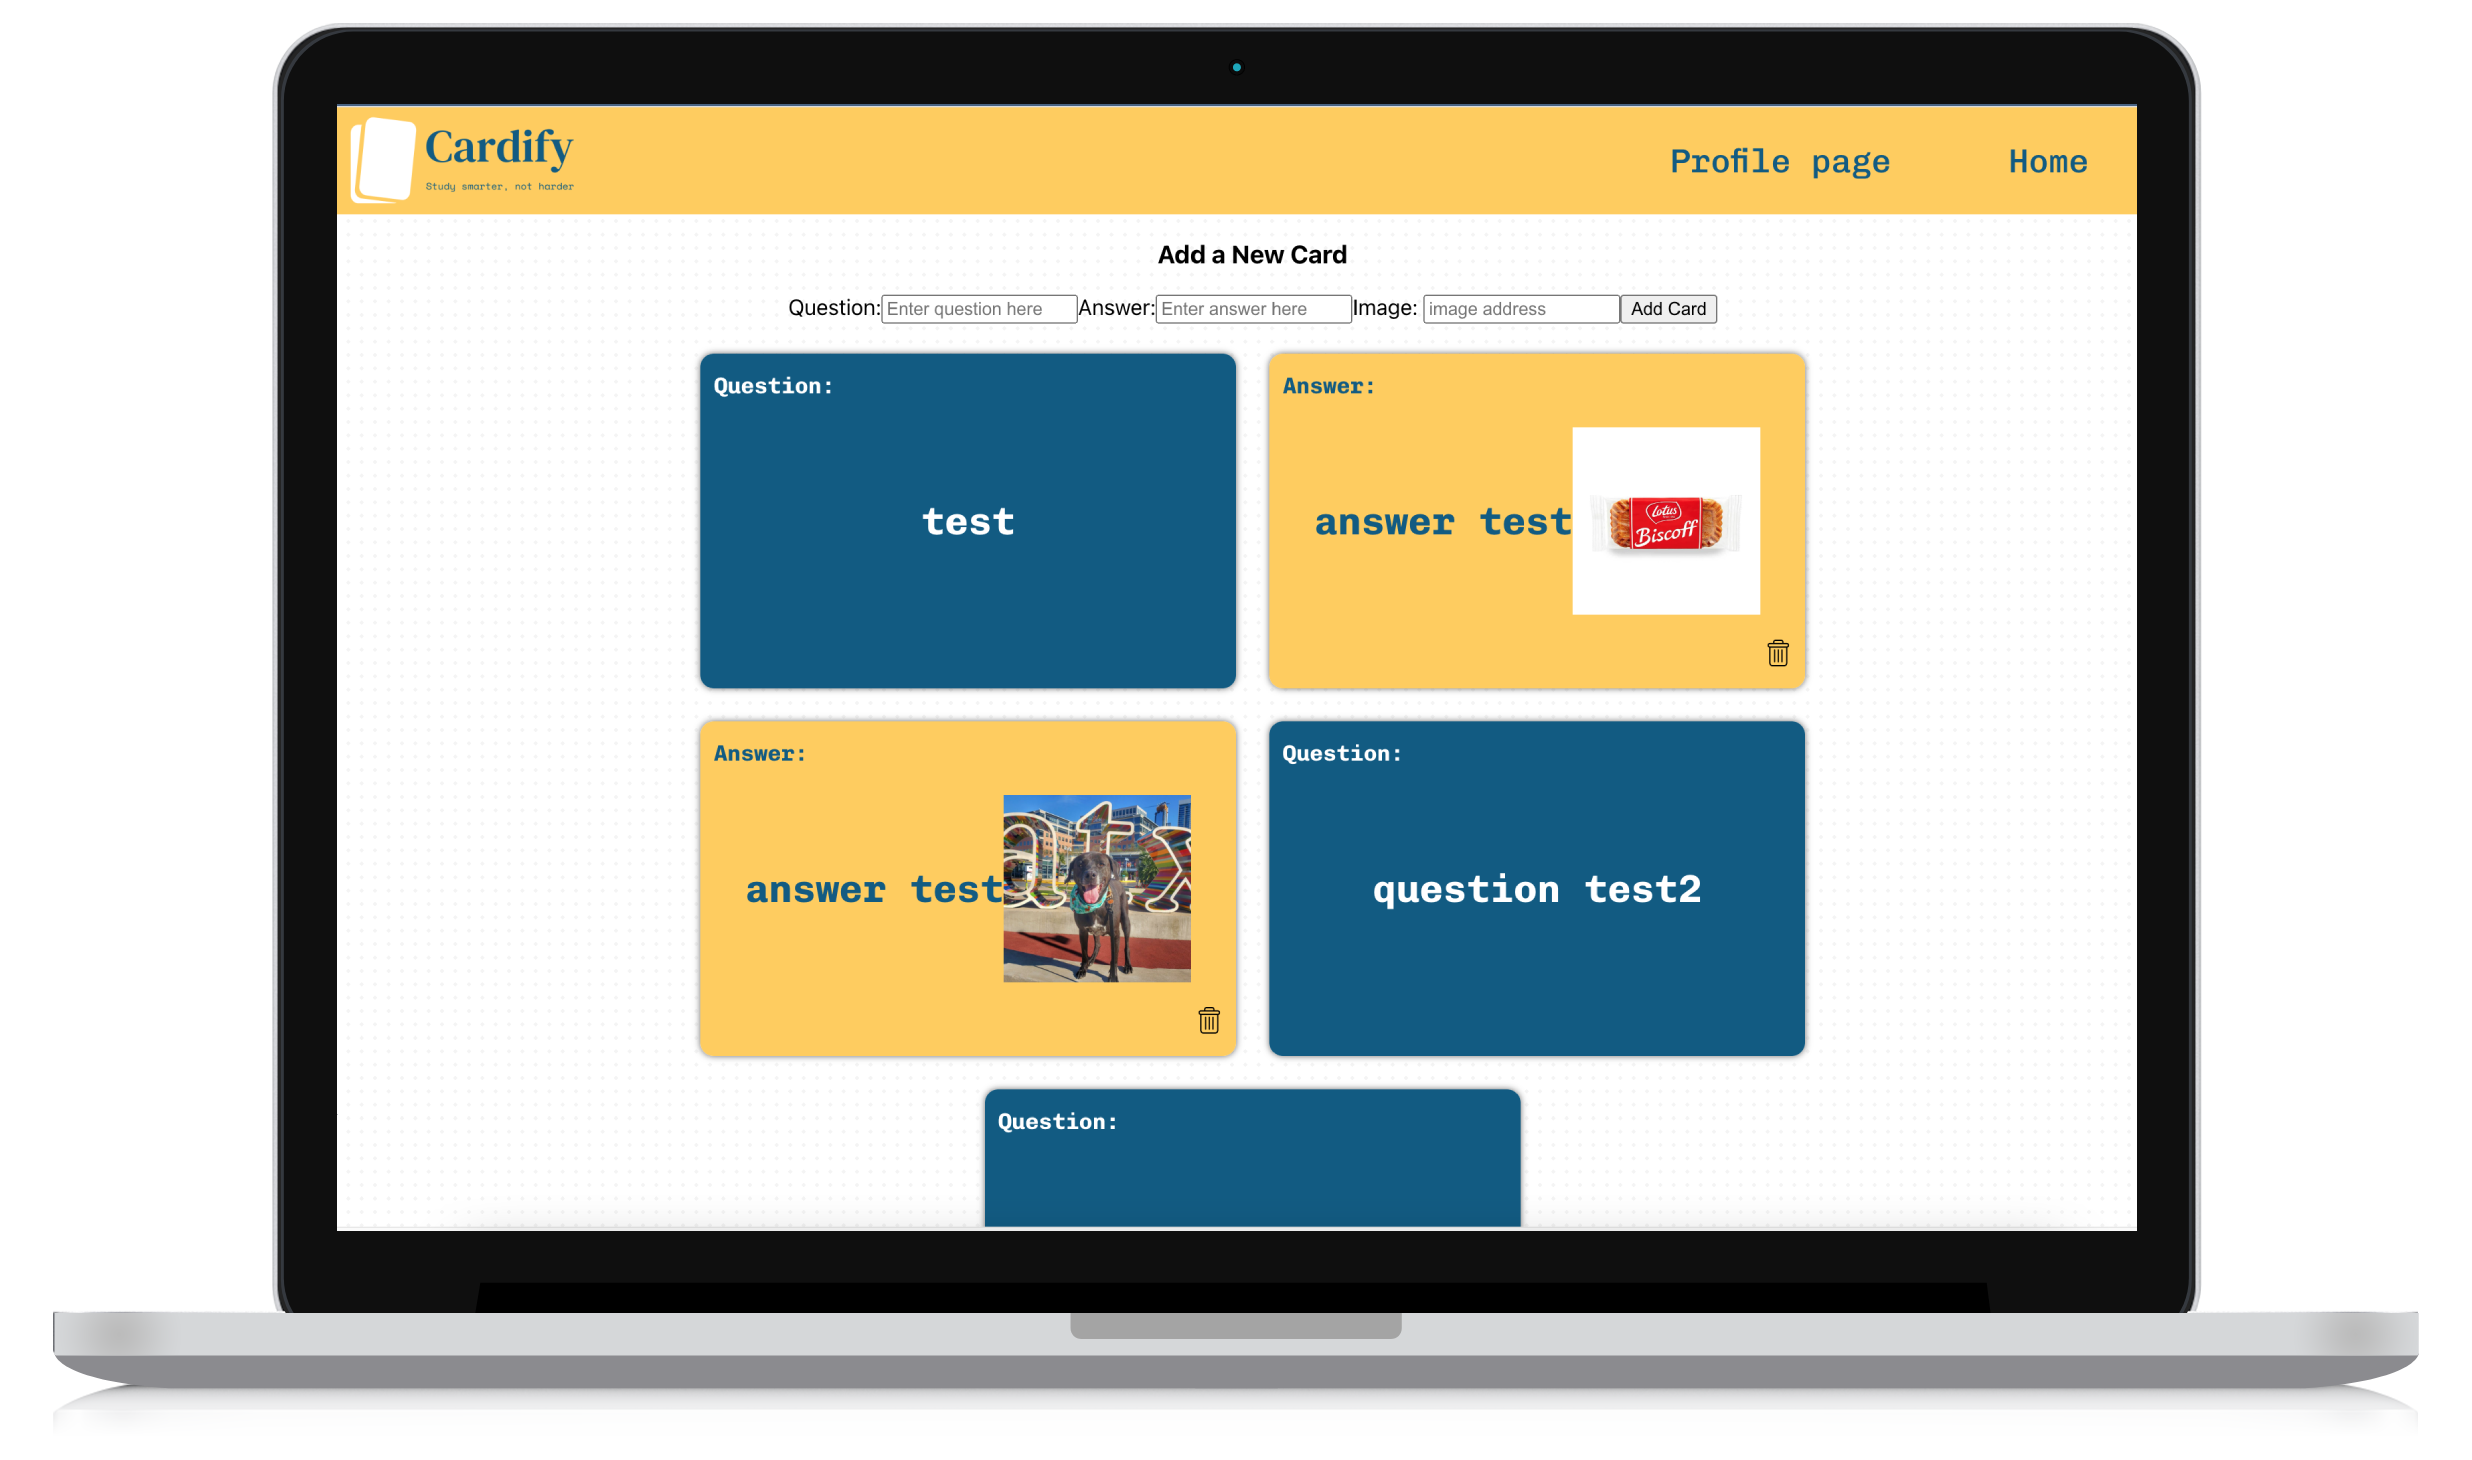 Cardify
Study smarter, not harder
Profile page Home
Add a New Card
Question: Enter question here Answer: Enter answer here Image: image address Add Card
Question:
test
Answer:
answer test
Lotus
Biscoff
Answer:
answer test
atx
Question:
question test2
Question: